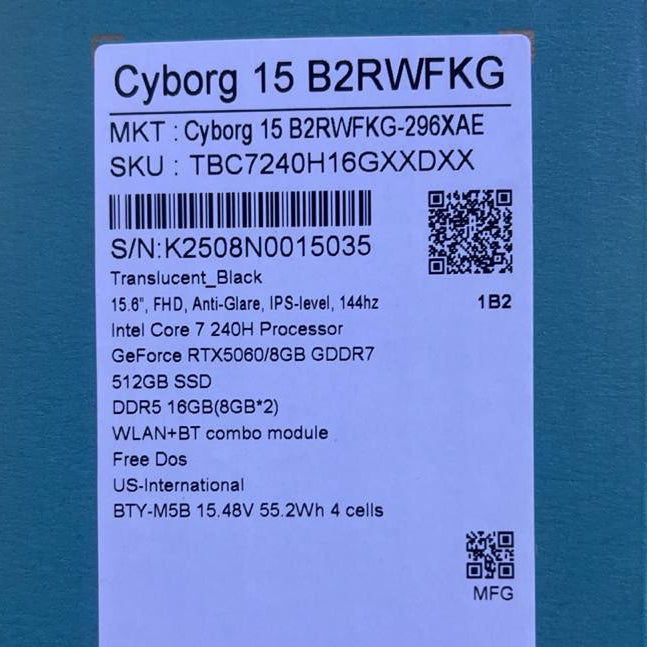 Cyborg 15 B2RWFKG
MKT : Cyborg 15 B2RWFKG-296XAE
SKU : TBC7240H16GXXDXX
S/N:K2508N0015035
Translucent_Black
15.6", FHD, Anti-Glare, IPS-level, 144hz
1B2
Intel Core 7 240H Processor
GeForce RTX5060/8GB GDDR7
512GB SSD
DDR5 16GB(8GB*2)
WLAN+BT combo module
Free Dos
US-International
BTY-M5B 15.48V 55.2Wh 4 cells
MFG